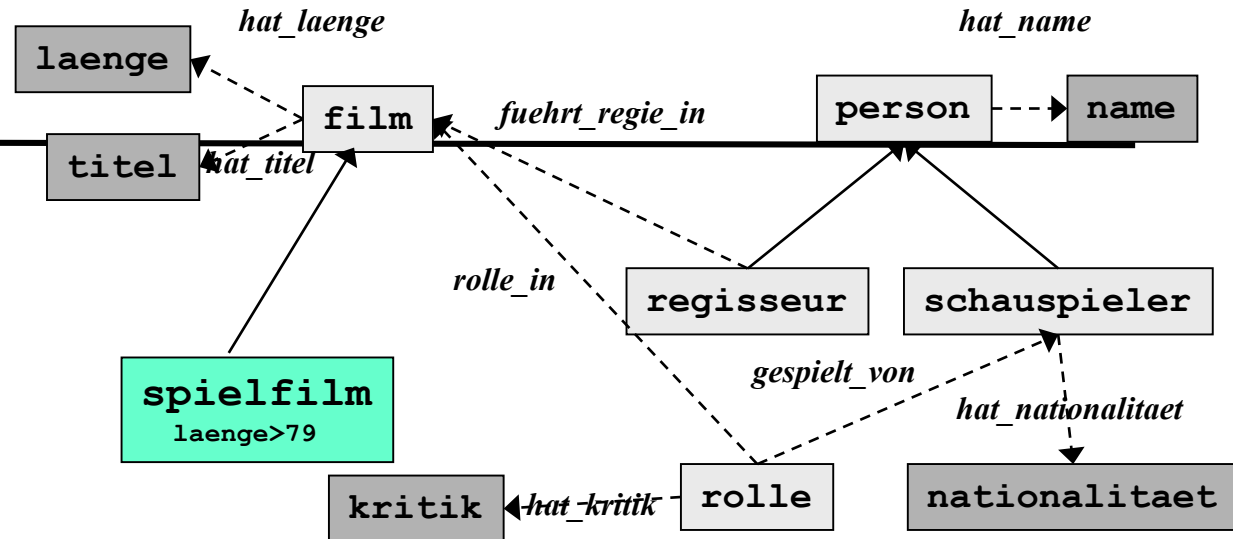 hat_laenge
hat_name
laenge
film
fuehrt_regie_in
person
name
titel
hat_titel
rolle_in
regisseur
schauspieler
spielfilm
laenge>79
gespielt_von
hat_nationalitaet
kritik
hat_kritik
rolle
nationalitaet